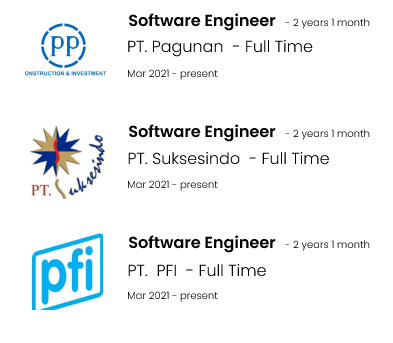 Software Engineer - 2 years 1 month
pp
PT. Pagunan - Full Time
ONSTRUCTION & INVESTMENT
Mar 2021 - present
Software Engineer - 2 years 1 month
PT. Suksesindo - Full Time
Mar 2021 - present
PT. Suksesindo
Software Engineer - 2 years 1 month
pfi
PT. PFI - Full Time
Mar 2021 - present